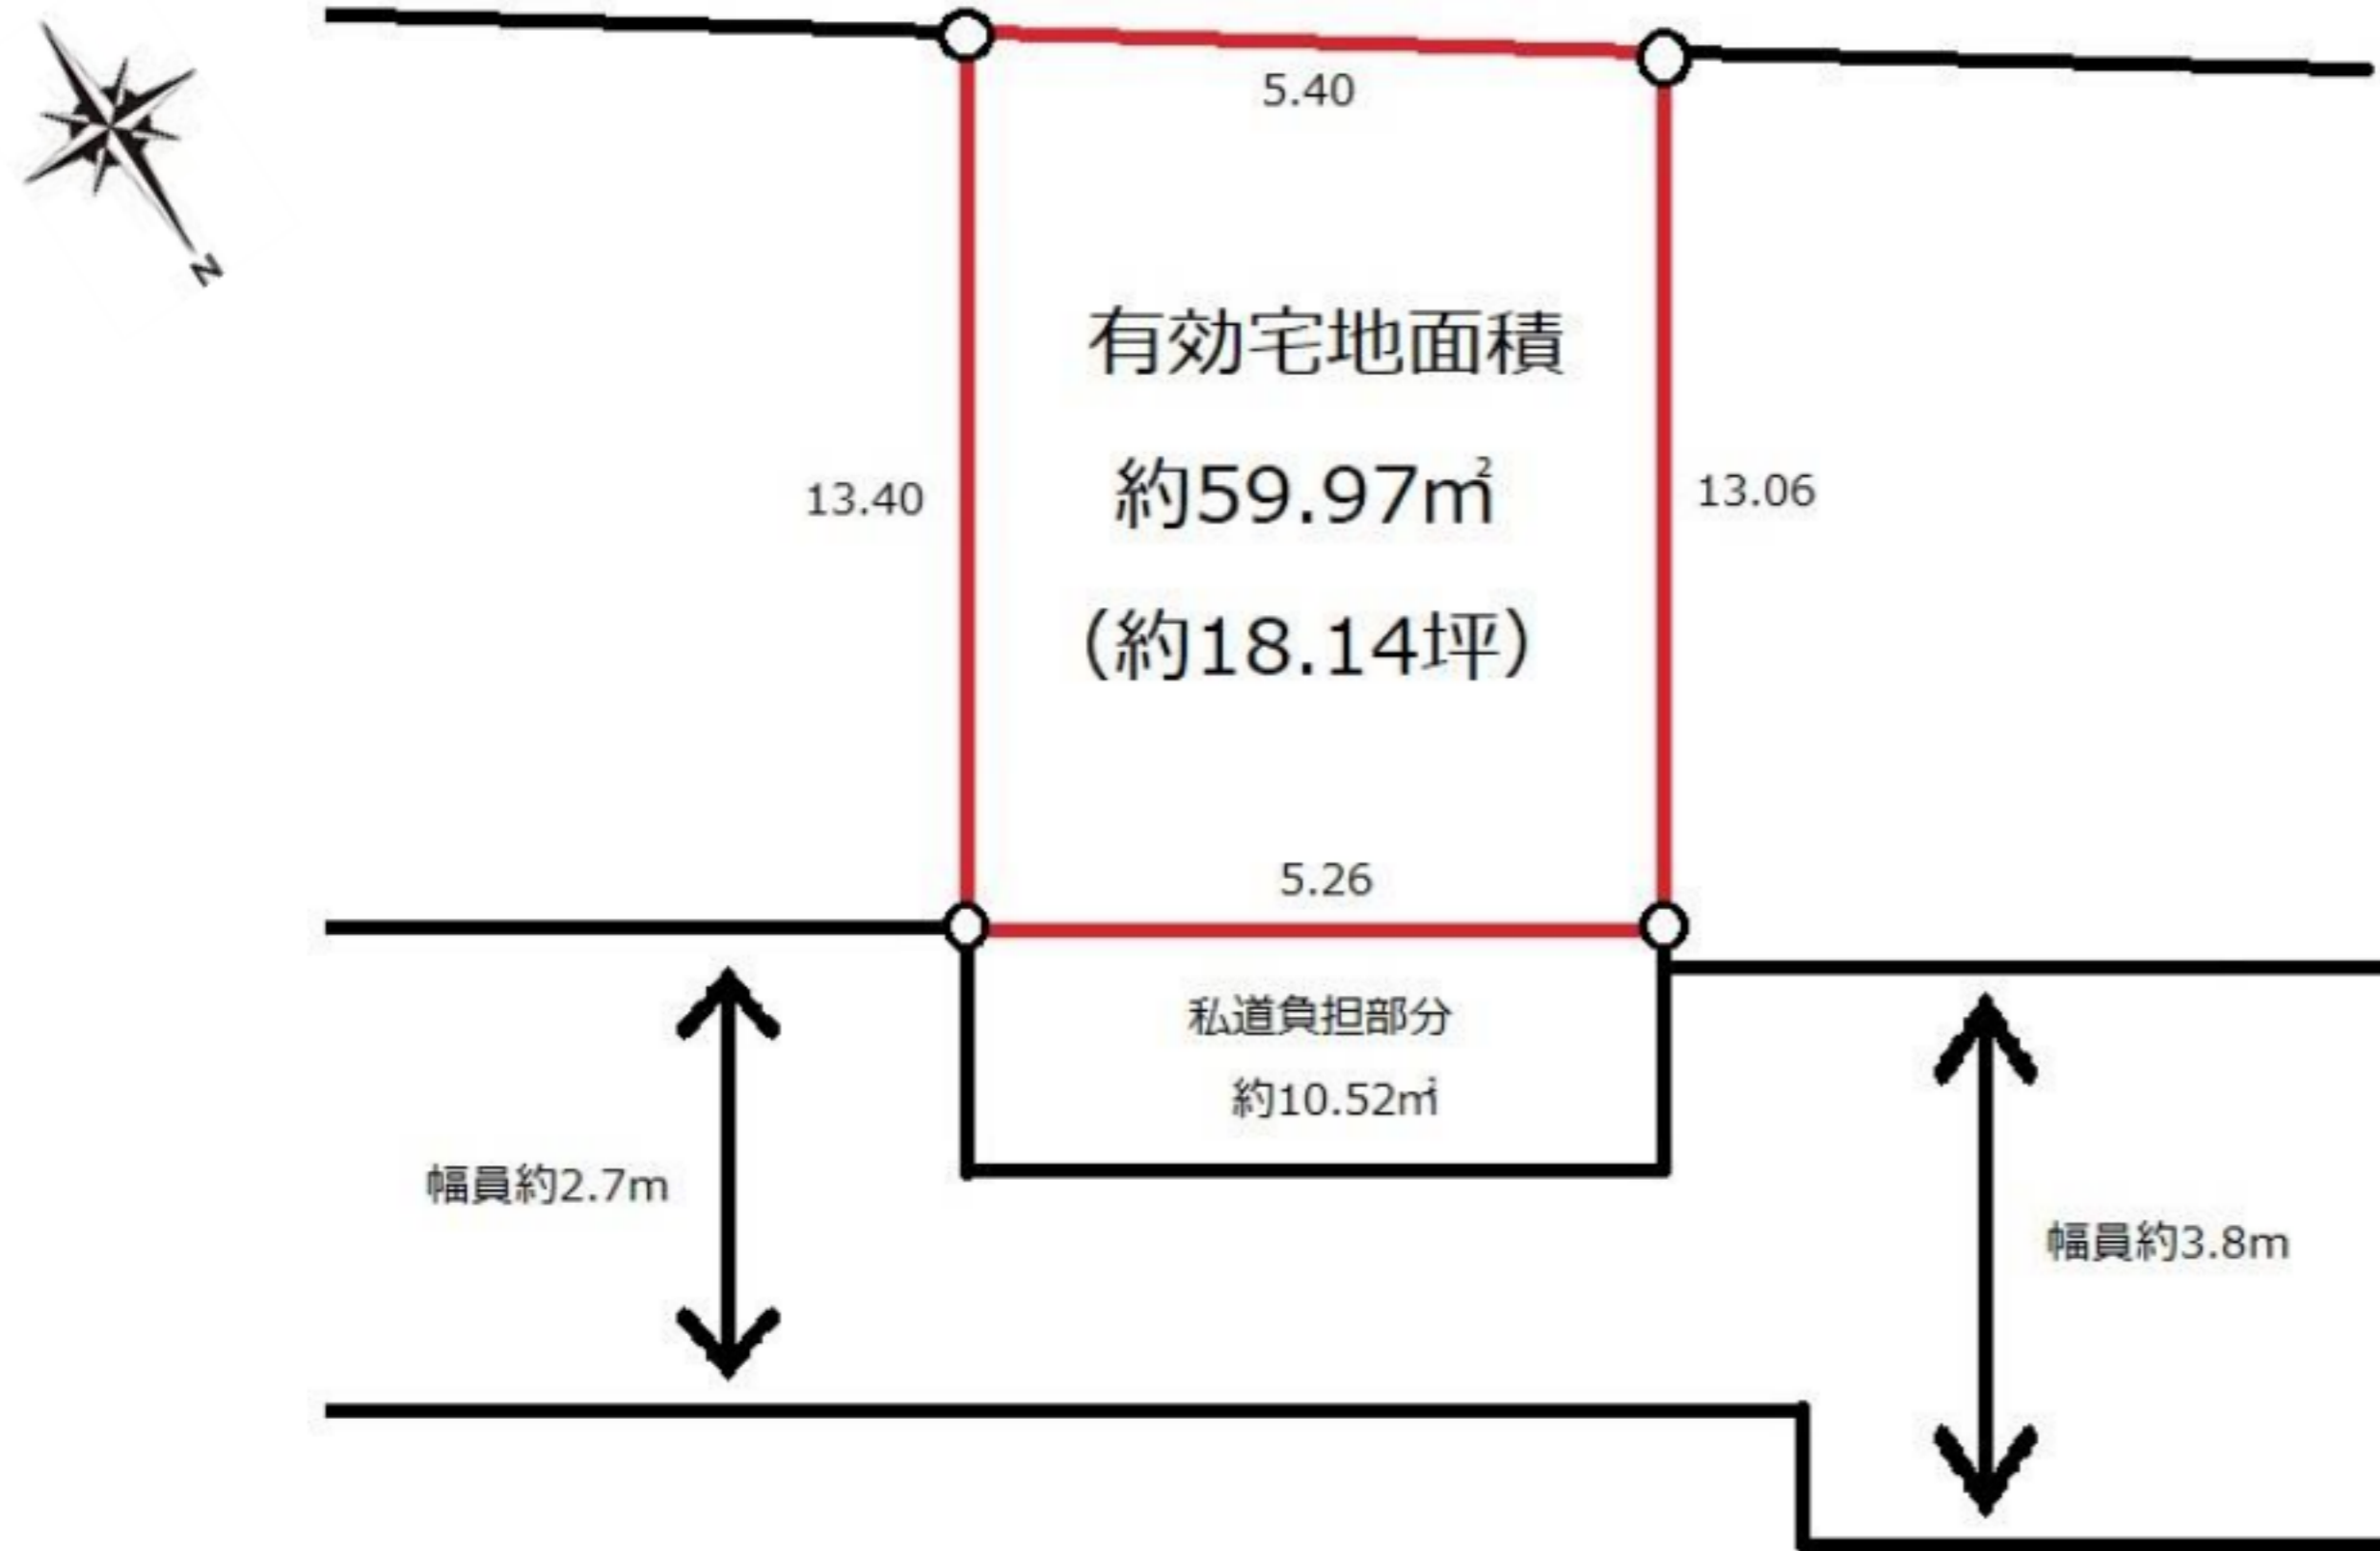 N
5.40
有効宅地面積
約59.97㎡
(約18.14坪)
13.40
13.06
5.26
私道負担部分
約10.52㎡
幅員約2.7m
幅員約3.8m